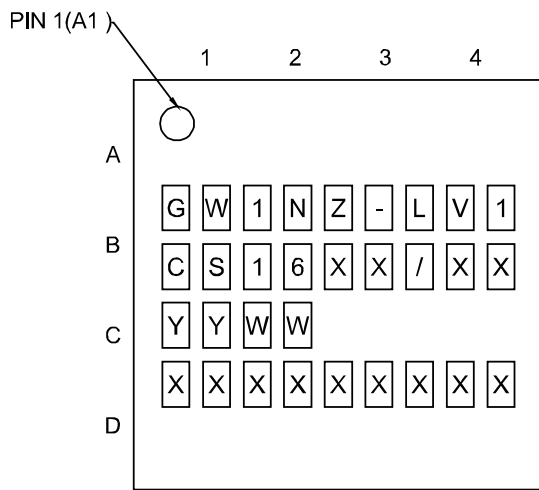 PIN 1(A1 )
1 2 3 4
A
GW1NZ-LV1
B
CS16XX/XX
C
YYWW
XXXXXXXXX
D